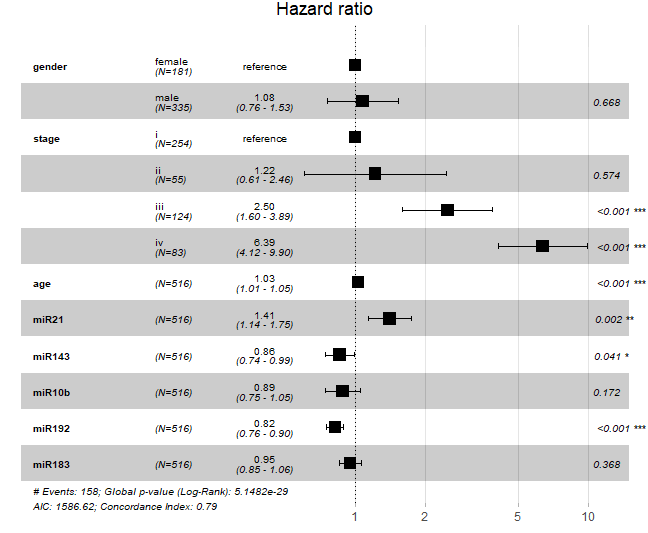 Hazard ratio
gender female (N=181) reference
male (N=335) 1.08 (0.76 - 1.53) 0.668
stage i (N=254) reference
ii (N=55) 1.22 (0.61 - 2.46) 0.574
iii (N=124) 2.50 (1.60 - 3.89) <0.001 ***
iv (N=83) 6.39 (4.12 - 9.90) <0.001 ***
age (N=516) 1.03 (1.01 - 1.05) <0.001 ***
miR21 (N=516) 1.41 (1.14 - 1.75) 0.002 **
miR143 (N=516) 0.86 (0.74 - 0.99) 0.041 *
miR10b (N=516) 0.89 (0.75 - 1.05) 0.172
miR192 (N=516) 0.82 (0.76 - 0.90) <0.001 ***
miR183 (N=516) 0.95 (0.85 - 1.06) 0.368
# Events: 158; Global p-value (Log-Rank): 5.1482e-29
AIC: 1586.62; Concordance Index: 0.79
1 2 5 10